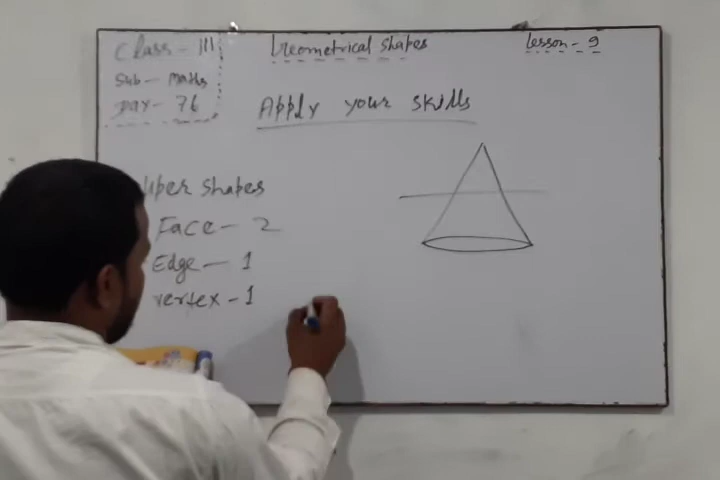 Class - III
Geometrical shapes
Lesson - 9
Sub - Maths
Day - 76
Apply your skills
shapes
Face - 2
Edge - 1
vertex - 1